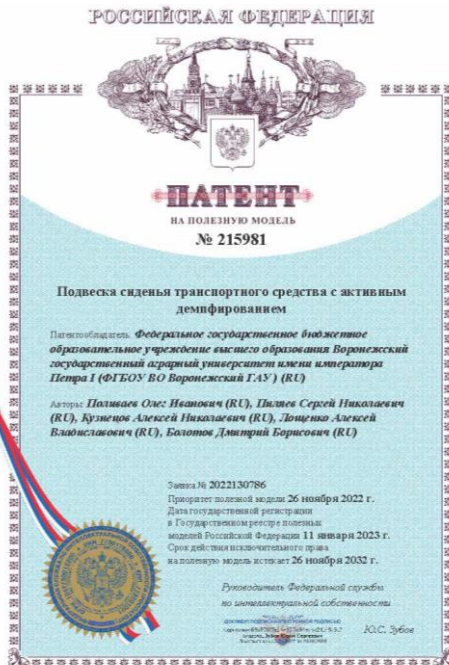 РОССИЙСКАЯ ФЕДЕРАЦИЯ
ПАТЕНТ
НА ПОЛЕЗНУЮ МОДЕЛЬ
№ 215981
Подвеска сиденья транспортного средства с активным
демпфированием
Патентообладатель: Федеральное государственное бюджетное
образовательное учреждение высшего образования Воронежский
государственный аграрный университет имени императора
Петра I (ФГБОУ ВО Воронежский ГАУ) (RU)
Авторы: Поливаев Олег Иванович (RU), Пиляев Сергей Николаевич
(RU), Кузнецов Алексей Николаевич (RU), Лощенко Алексей
Владиславович (RU), Болотов Дмитрий Борисович (RU)
Заявка № 2022130786
Приоритет полезной модели 26 ноября 2022 г.
Дата государственной регистрации
в Государственном реестре полезных
моделей Российской Федерации 11 января 2023 г.
Срок действия исключительного права
на полезную модель истекает 26 ноября 2032 г.
Руководитель Федеральной службы
по интеллектуальной собственности
ДОКУМЕНТ ПОДПИСАН ЭЛЕКТРОННОЙ ПОДПИСЬЮ
Ю.С. Зубов